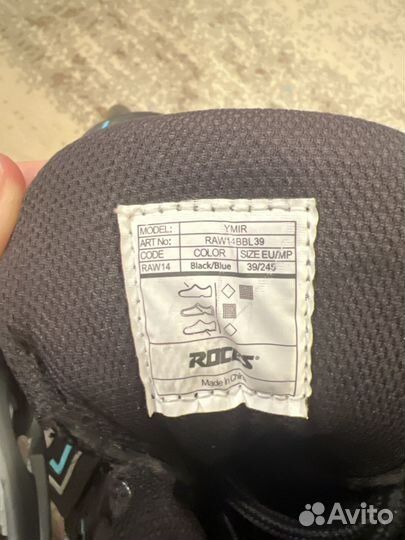 MODEL: YMIR
ART No: RAW14BBL39
CODE COLOR SIZE EU/MP
RAW14 Black/Blue 39/245
ROCES®
Made in China
Avito